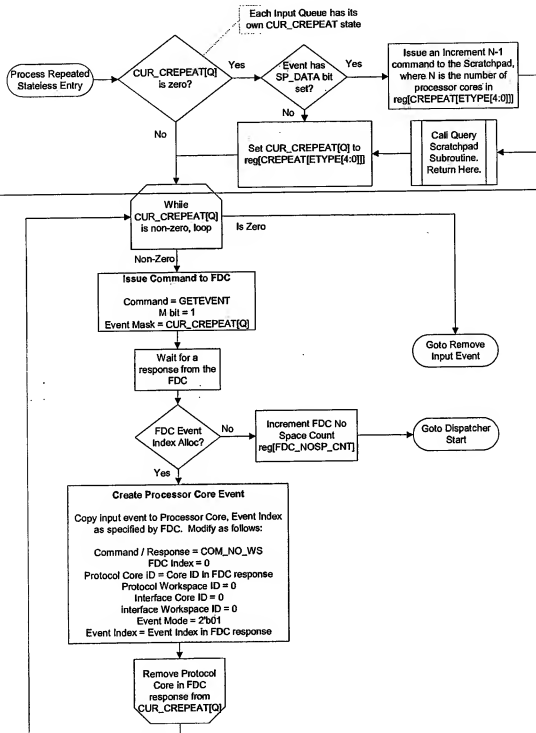 Each Input Queue has its
own CUR_CREPEAT state
Process Repeated
Stateless Entry
CUR_CREPEAT[Q]
is zero?
Yes
Event has
SP_DATA bit
set?
Yes
Issue an Increment N-1
command to the Scratchpad,
where N is the number of
processor cores in
reg[CREPEAT[ETYPE[4:0]]]
No
No
Set CUR_CREPEAT[Q] to
reg[CREPEAT[ETYPE[4:0]]]
Call Query
Scratchpad
Subroutine.
Return Here.
While
CUR_CREPEAT[Q]
is non-zero, loop
Is Zero
Non-Zero
Issue Command to FDC
Command = GETEVENT
M bit = 1
Event Mask = CUR_CREPEAT[Q]
Goto Remove
Input Event
Wait for a
response from the
FDC
FDC Event
Index Alloc?
No
Increment FDC No
Space Count
reg[FDC_NOSP_CNT]
Goto Dispatcher
Start
Yes
Create Processor Core Event
Copy input event to Processor Core, Event Index
as specified by FDC. Modify as follows:
Command / Response = COM_NO_WS
FDC Index = 0
Protocol Core ID = Core ID in FDC response
Protocol Workspace ID = 0
Interface Core ID = 0
interface Workspace ID = 0
Event Mode = 2'b01
Event Index = Event Index in FDC response
Remove Protocol
Core in FDC
response from
CUR_CREPEAT[Q]